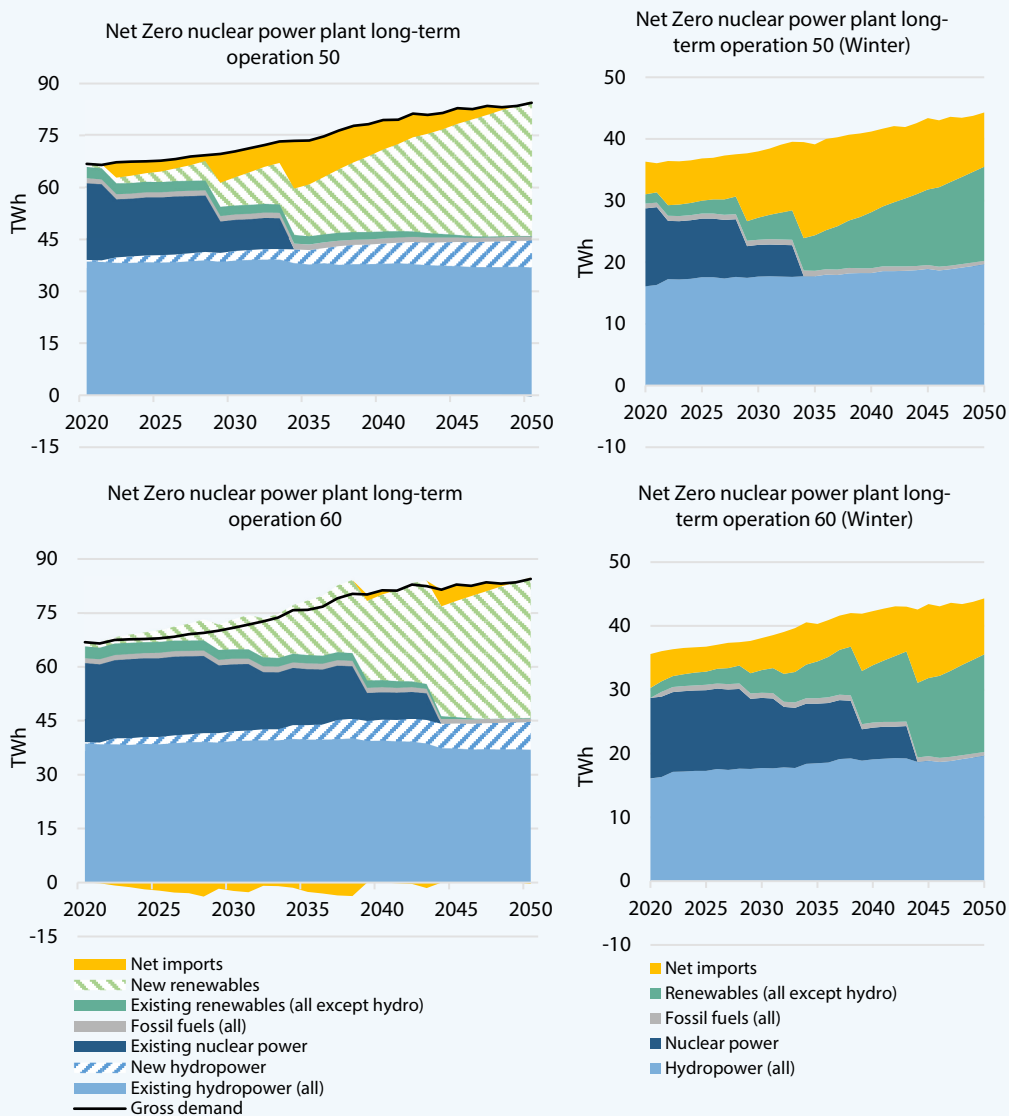 Net Zero nuclear power plant long-term
operation 50
90
75
60
45
30
15
0
-15
TWh
2020 2025 2030 2035 2040 2045 2050
Net Zero nuclear power plant long-
term operation 50 (Winter)
50
40
30
20
10
0
-10
TWh
2020 2025 2030 2035 2040 2045 2050
Net Zero nuclear power plant long-term
operation 60
90
75
60
45
30
15
0
-15
TWh
2020 2025 2030 2035 2040 2045 2050
Net Zero nuclear power plant long-
term operation 60 (Winter)
50
40
30
20
10
0
-10
TWh
2020 2025 2030 2035 2040 2045 2050
Net imports
New renewables
Existing renewables (all except hydro)
Fossil fuels (all)
Existing nuclear power
New hydropower
Existing hydropower (all)
Gross demand
Net imports
Renewables (all except hydro)
Fossil fuels (all)
Nuclear power
Hydropower (all)